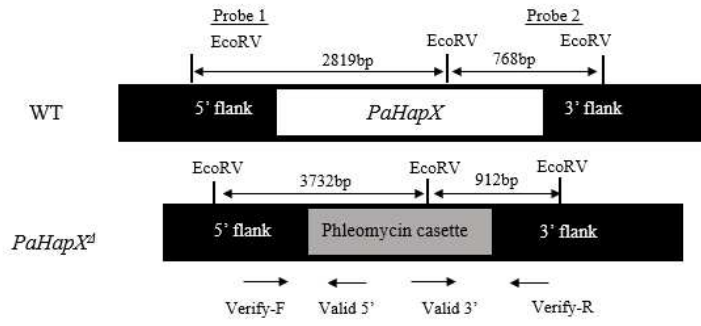 Probe 1 Probe 2
EcoRV EcoRV EcoRV
2819bp 768bp
WT 5’ flank PaHapX 3’ flank
EcoRV EcoRV EcoRV
3732bp 912bp
PaHapX^Δ 5’ flank Phleomycin casette 3’ flank
Verify-F Valid 5’ Valid 3’ Verify-R